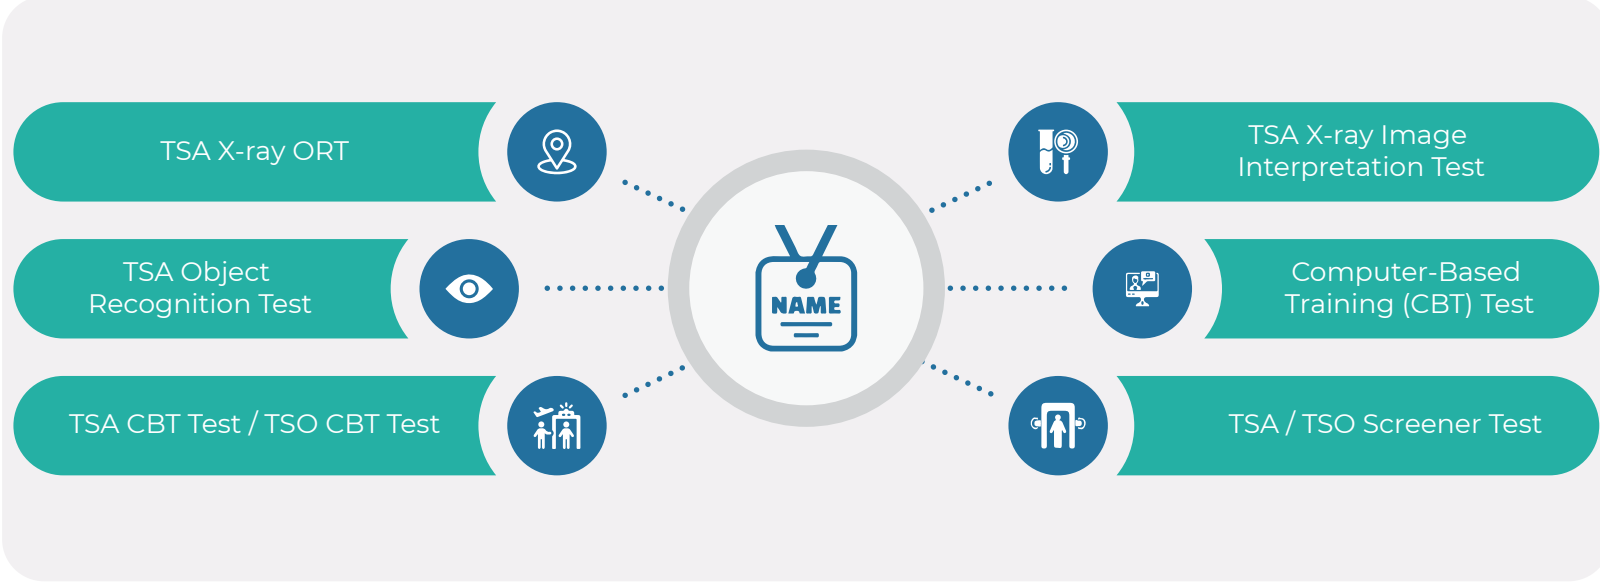 TSA X-ray ORT
TSA Object
Recognition Test
TSA CBT Test / TSO CBT Test
NAME
TSA X-ray Image
Interpretation Test
Computer-Based
Training (CBT) Test
TSA / TSO Screener Test